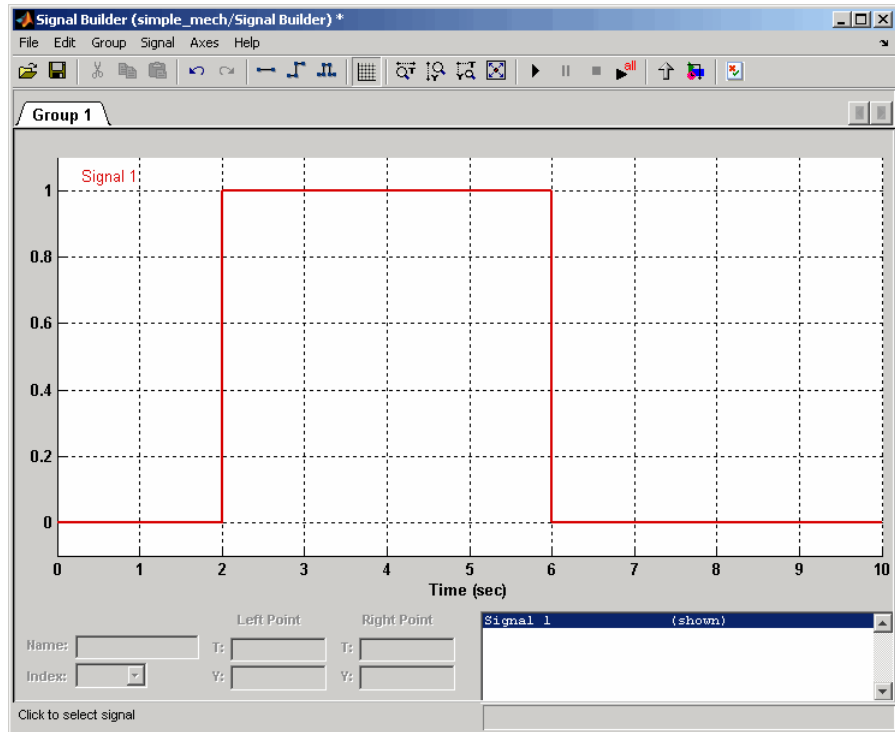 Signal Builder (simple_mech/Signal Builder) *
File Edit Group Signal Axes Help
all
Group 1
Signal 1
1
0.8
0.6
0.4
0.2
0
0 1 2 3 4 5 6 7 8 9 10
Time (sec)
Left Point Right Point
Name: T: T:
Index: Y: Y:
Signal 1 (shown)
Click to select signal